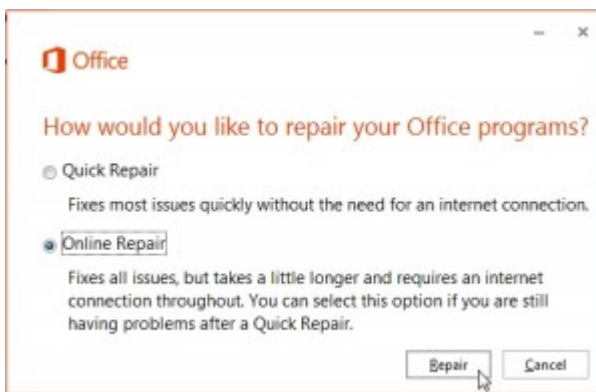 Office
How would you like to repair your Office programs?
Quick Repair
Fixes most issues quickly without the need for an internet connection.
Online Repair
Fixes all issues, but takes a little longer and requires an internet
connection throughout. You can select this option if you are still
having problems after a Quick Repair.
Repair Cancel